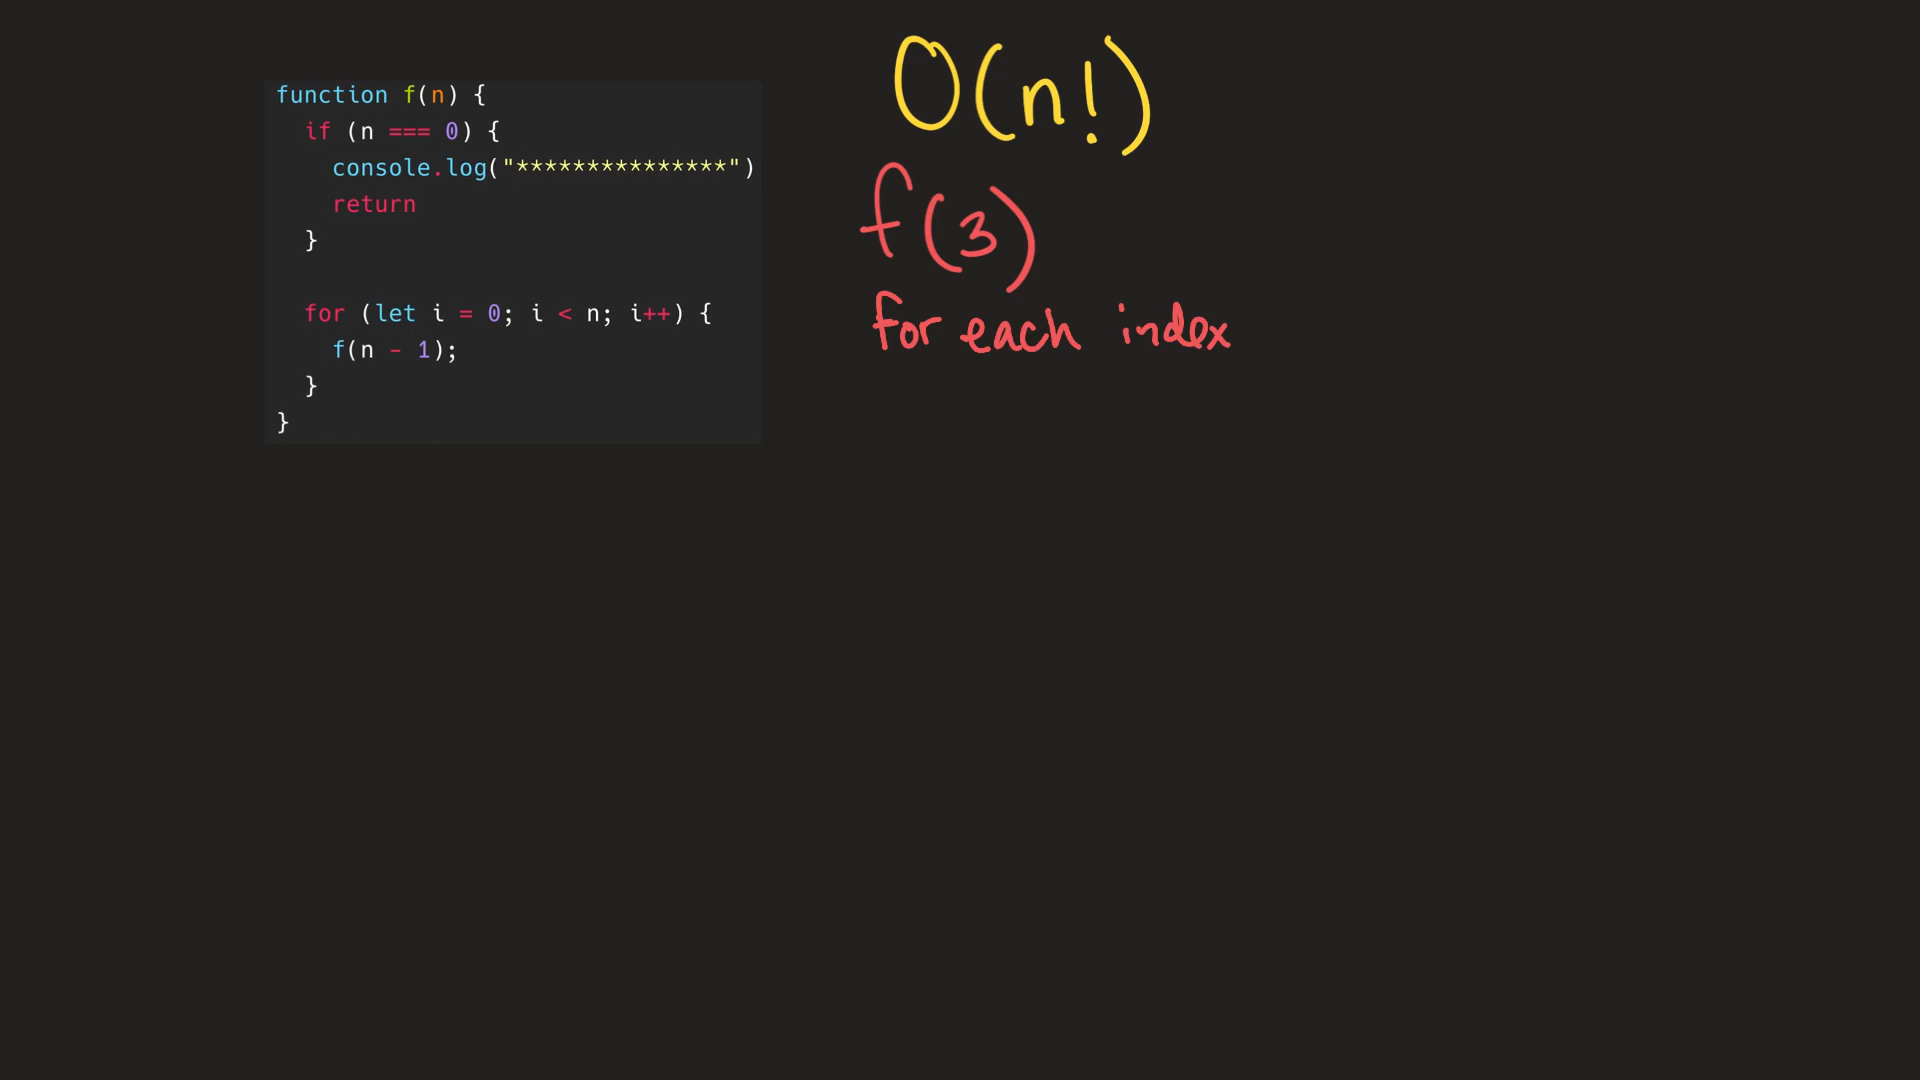 function f(n) {
if (n === 0) {
console.log("***************")
return
}
for (let i = 0; i < n; i++) {
f(n - 1);
}
}
O(n!)
f(3)
for each index